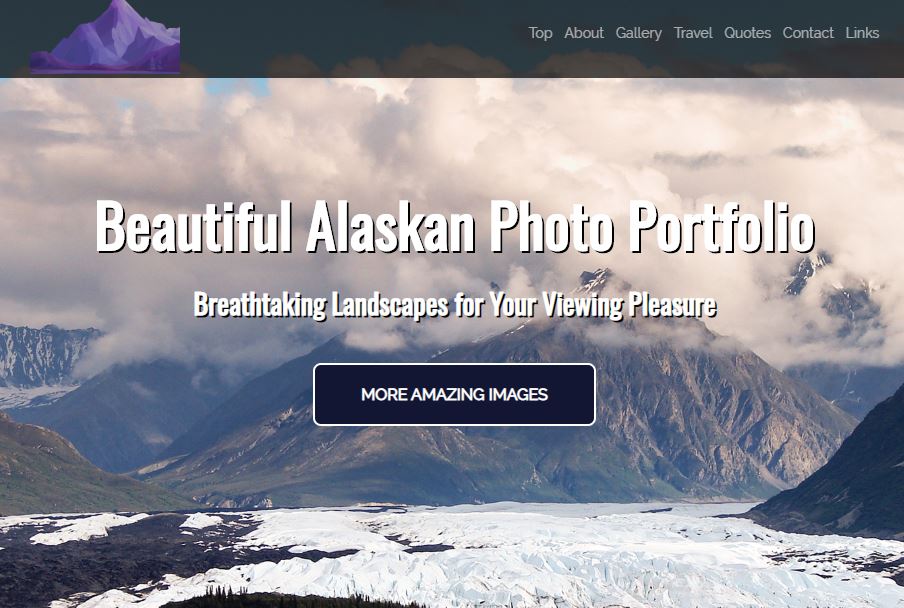 Top About Gallery Travel Quotes Contact Links
Beautiful Alaskan Photo Portfolio
Breathtaking Landscapes for Your Viewing Pleasure
MORE AMAZING IMAGES